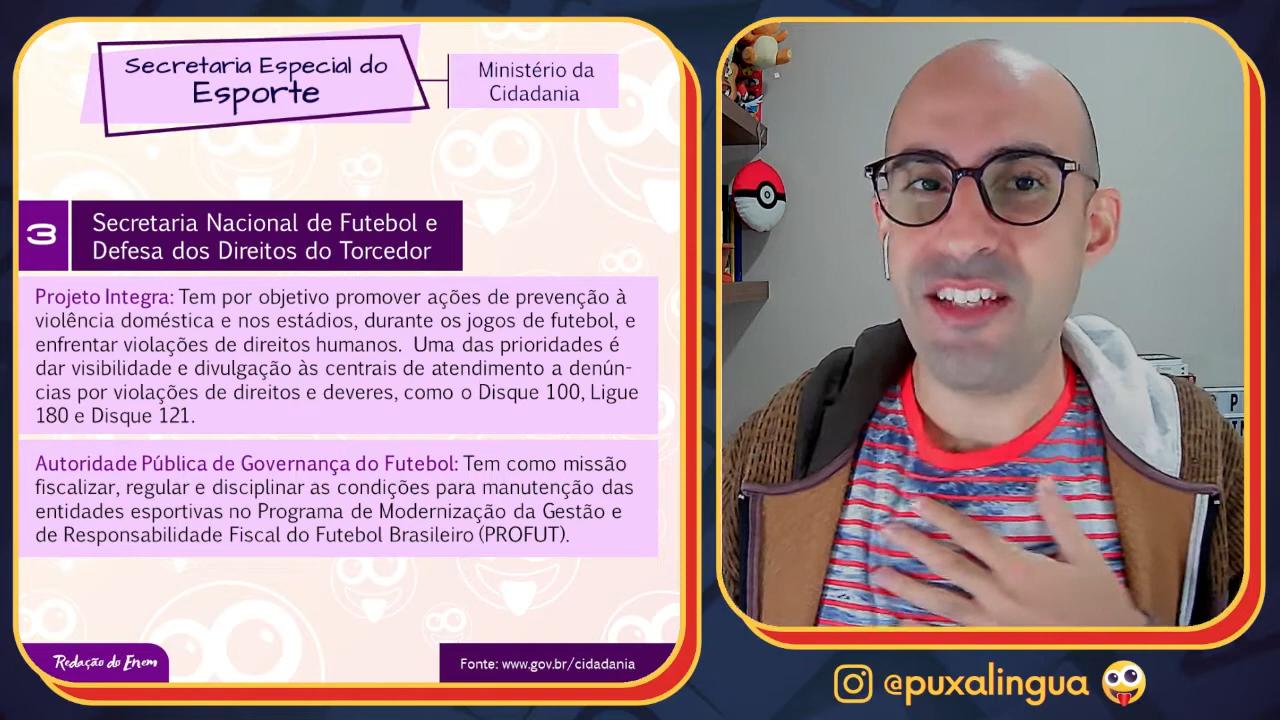 Secretaria Especial do
Esporte
Ministério da
Cidadania
3
Secretaria Nacional de Futebol e
Defesa dos Direitos do Torcedor
Projeto Integra: Tem por objetivo promover ações de prevenção à
violência doméstica e nos estádios, durante os jogos de futebol, e
enfrentar violações de direitos humanos. Uma das prioridades é
dar visibilidade e divulgação às centrais de atendimento a denún-
cias por violações de direitos e deveres, como o Disque 100, Ligue
180 e Disque 121.
Autoridade Pública de Governança do Futebol: Tem como missão
fiscalizar, regular e disciplinar as condições para manutenção das
entidades esportivas no Programa de Modernização da Gestão e
de Responsabilidade Fiscal do Futebol Brasileiro (PROFUT).
Redação do Enem
Fonte: www.gov.br/cidadania
@puxalingua